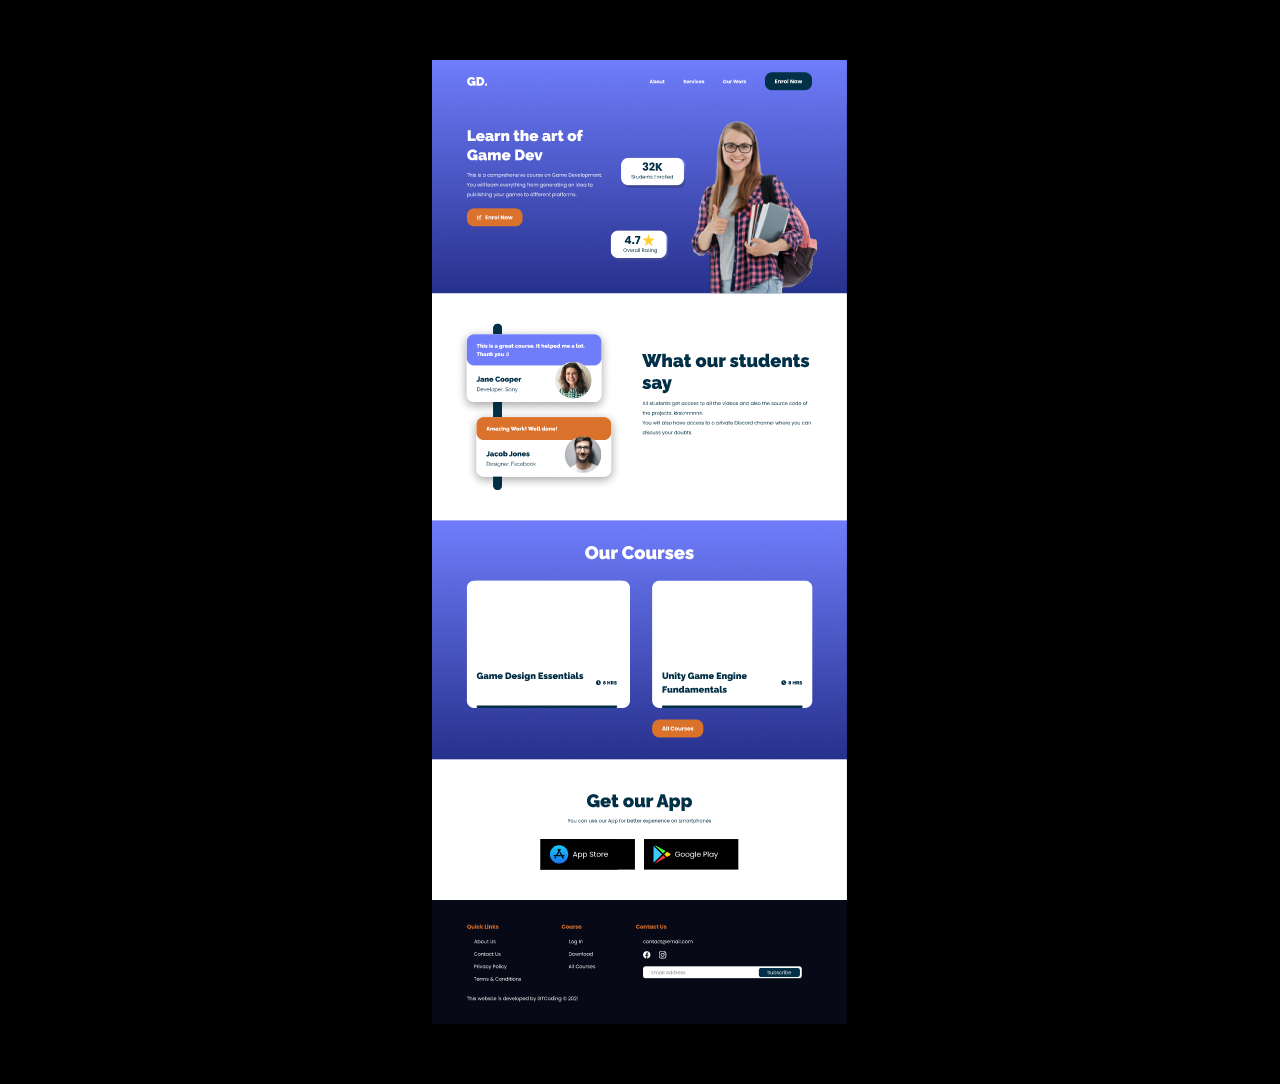 GD.
About
Services
Our Work
Enrol Now
Learn the art of
Game Dev
This is a comprehensive course on Game Development.
You will learn everything from generating an idea to
publishing your games to different platforms.
Enrol Now
32K
Students Enrolled
4.7
Overall Rating
This is a great course. It helped me a lot.
Thank you :)
Jane Cooper
Developer, Sony
Amazing Work! Well done!
Jacob Jones
Designer, Facebook
What our students
say
All students get access to all the videos and also the source code of
the projects.
You will also have access to a private Discord channel where you can
discuss your doubts.
Our Courses
Game Design Essentials
8 HRS
Unity Game Engine
Fundamentals
8 HRS
All Courses
Get our App
You can use our App for better experience on smartphones
App Store
Google Play
Quick Links
About Us
Contact Us
Privacy Policy
Terms & Conditions
Course
Log In
Download
All Courses
Contact Us
contact@email.com
Email Address
Subscribe
This website is developed by GTCoding © 2021